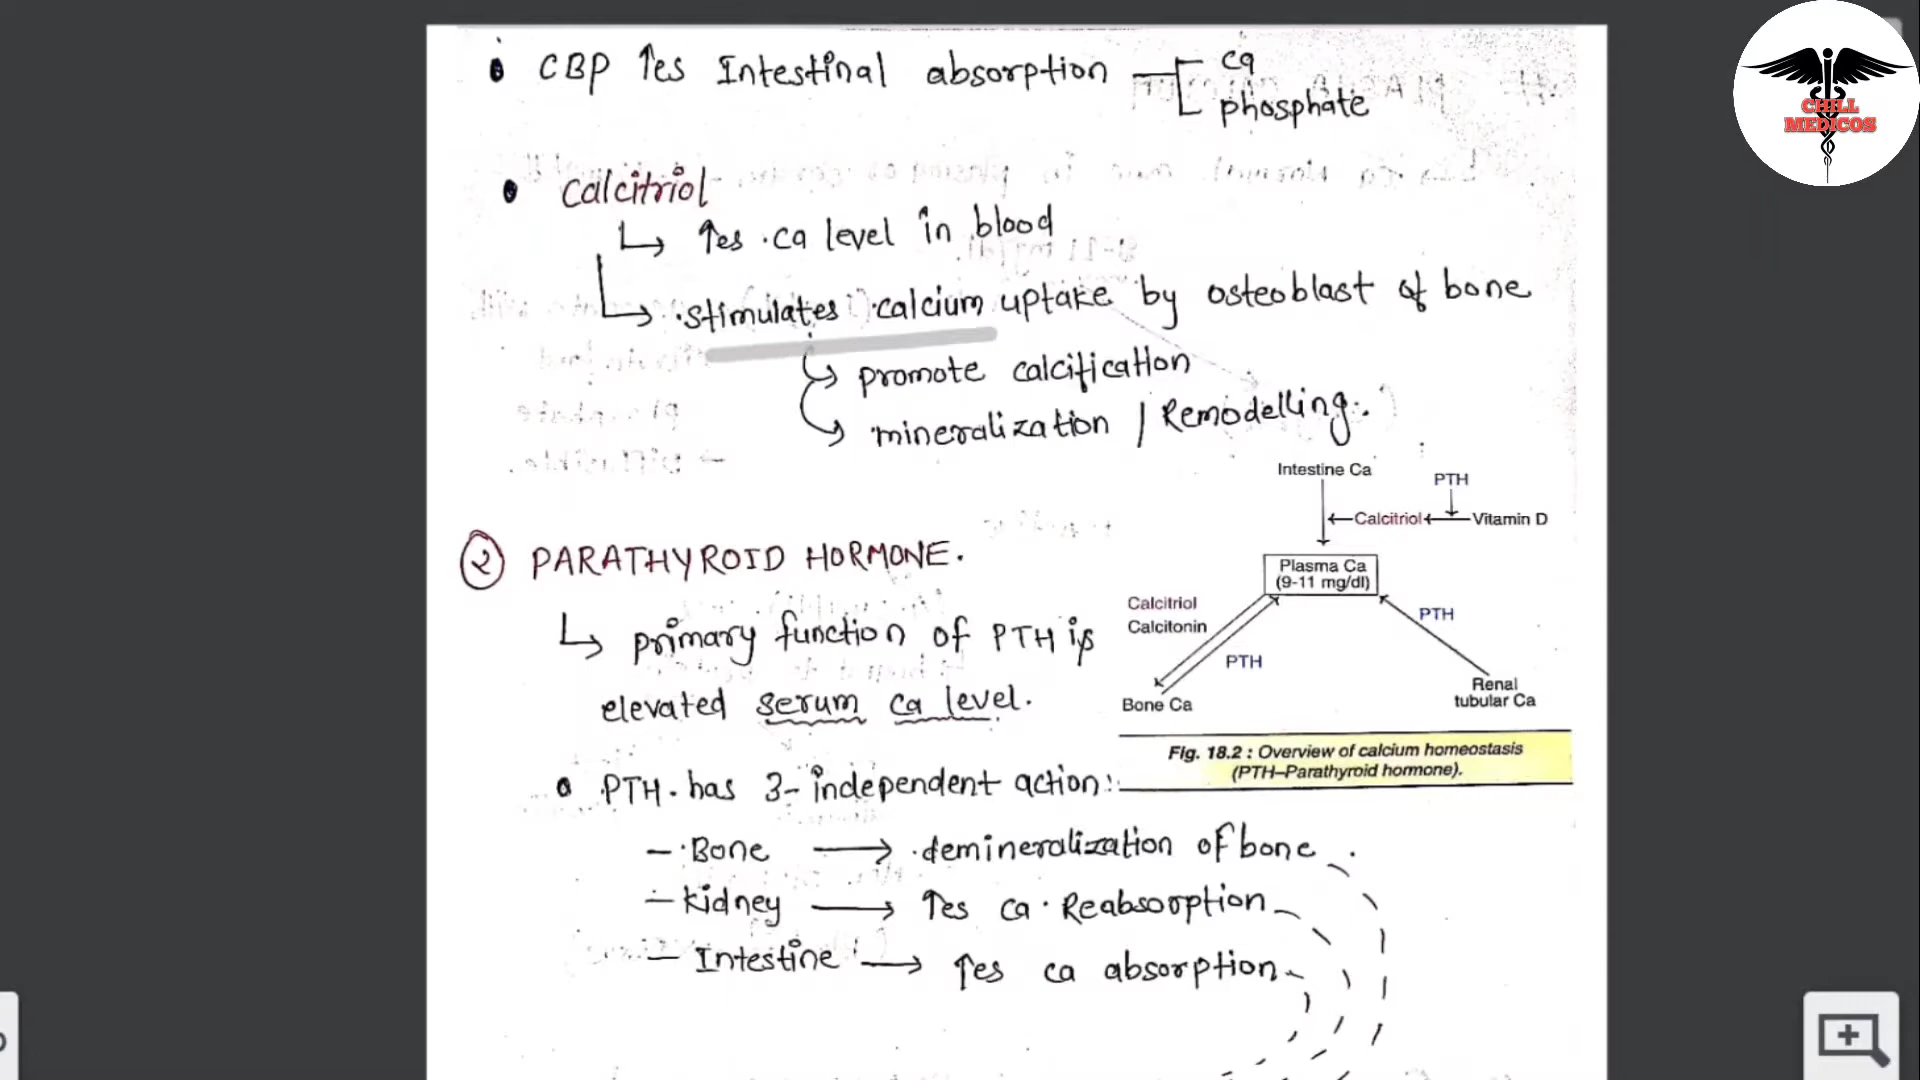 CBP ↑es Intestinal absorption
ca
phosphate
CHILL
MEDICOS
calcitriol
↑es ca level in blood
stimulates calcium uptake by osteoblast of bone
promote calcification
mineralization / Remodelling.
Intestine Ca
PTH
Calcitriol
Vitamin D
Plasma Ca
(9-11 mg/dl)
Calcitriol
Calcitonin
PTH
PTH
Bone Ca
Renal
tubular Ca
Fig. 18.2 : Overview of calcium homeostasis
(PTH–Parathyroid hormone).
2 PARATHYROID HORMONE.
primary function of PTH is
elevated serum ca level.
PTH has 3-independent action:
- Bone → demineralization of bone
- kidney → ↑es ca Reabsorption
- Intestine → ↑es ca absorption